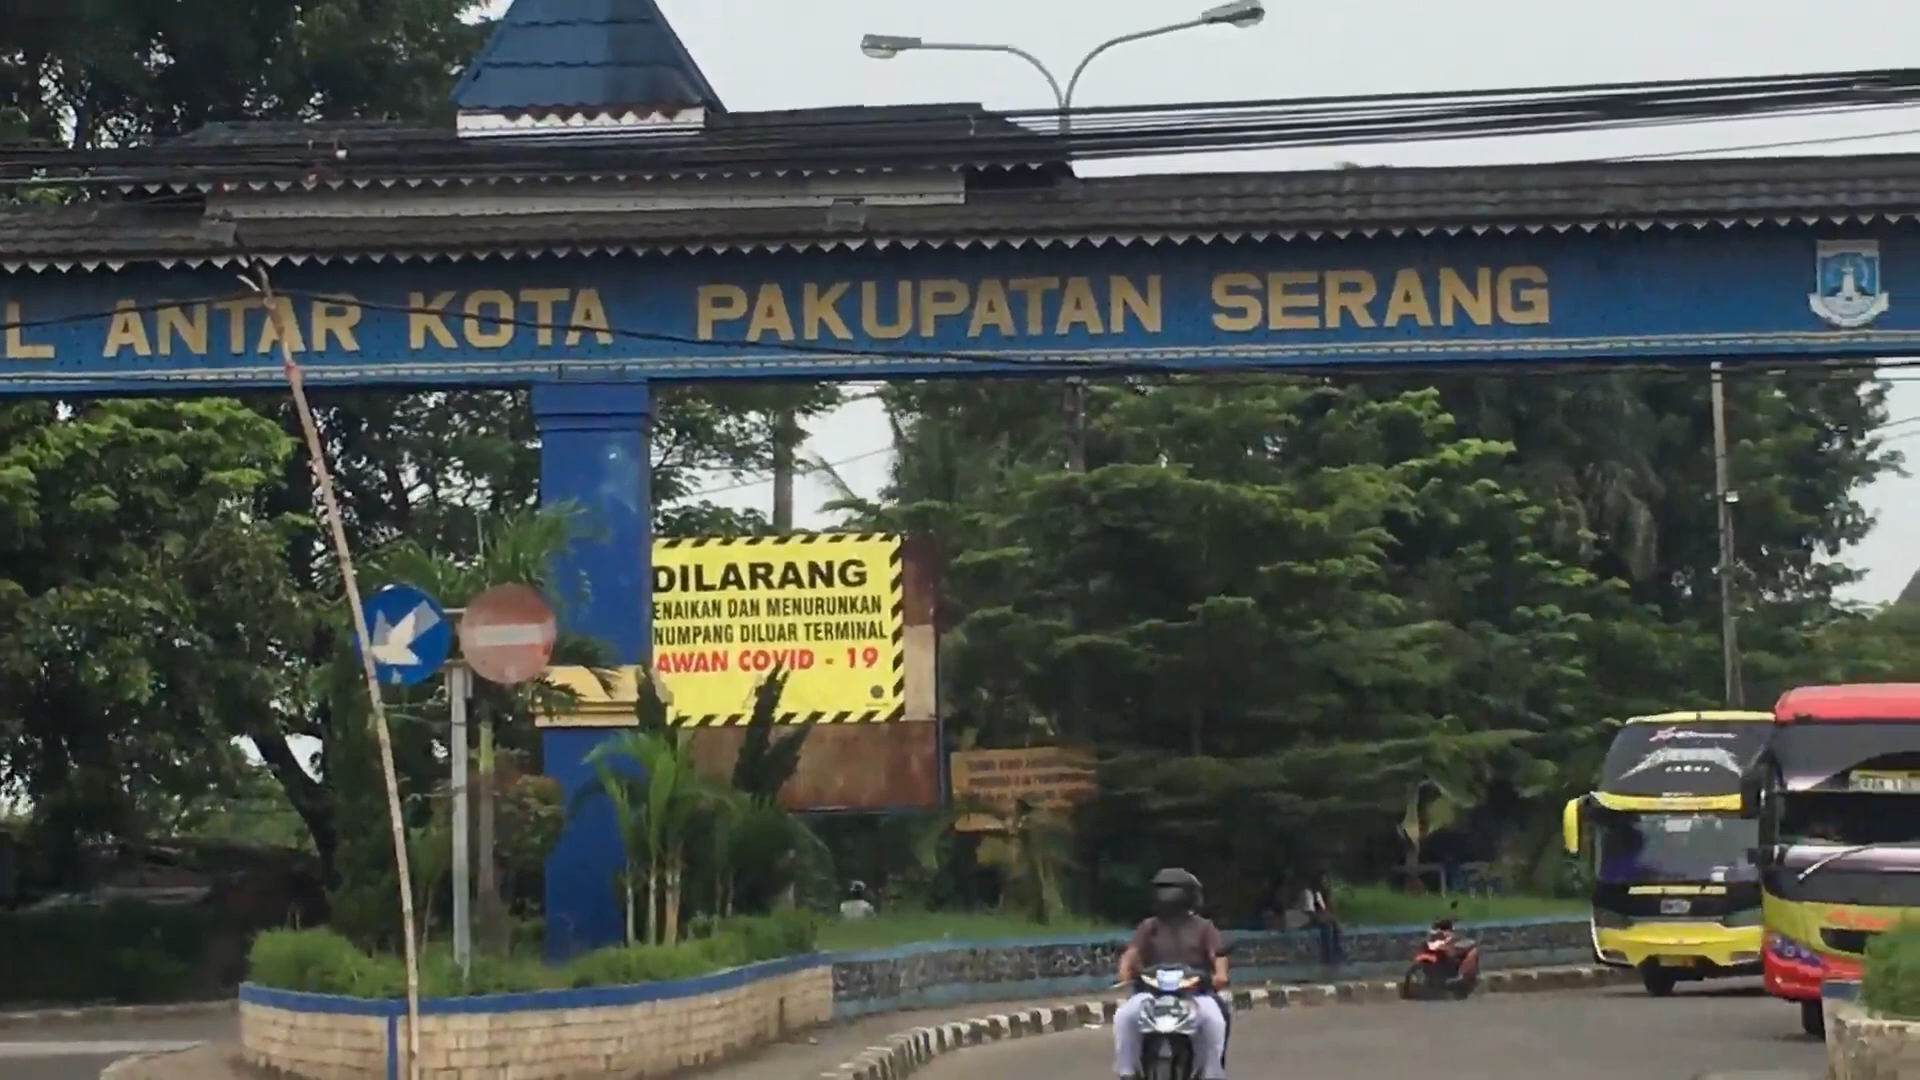 L ANTAR KOTA PAKUPATAN SERANG
DILARANG
ENAIKAN DAN MENURUNKAN
NUMPANG DILUAR TERMINAL
AWAN COVID - 19